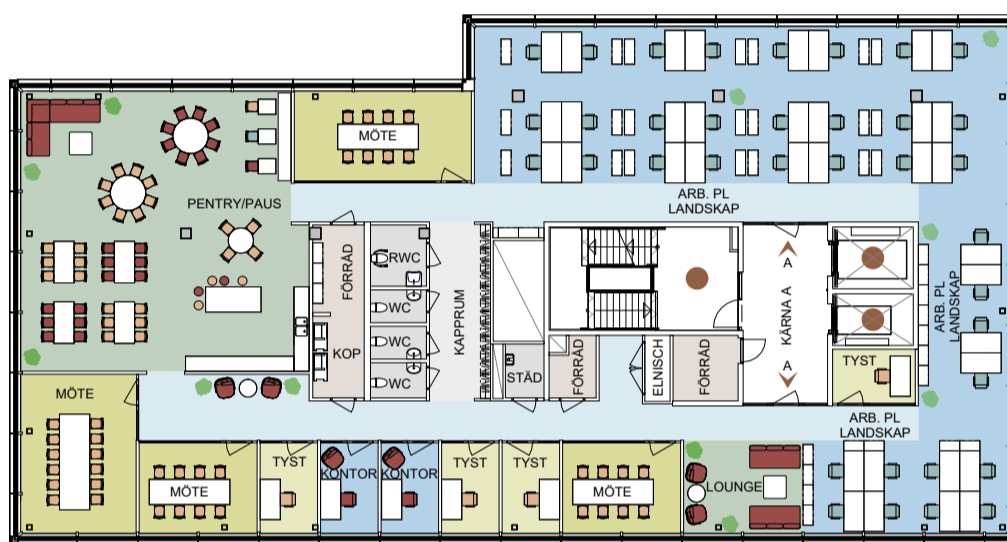 MÖTE
PENTRY/PAUS
ARB. PL
LANDSKAP
FÖRRÅD
RWC
WC
WC
WC
KOP
KAPPRUM
STÄD
FÖRRÅD
ELNISCH
FÖRRÅD
A
KÄRNA A
A
TYST
ARB. PL
LANDSKAP
ARB. PL
LANDSKAP
MÖTE
MÖTE
TYST
KONTOR
KONTOR
TYST
TYST
MÖTE
LOUNGE